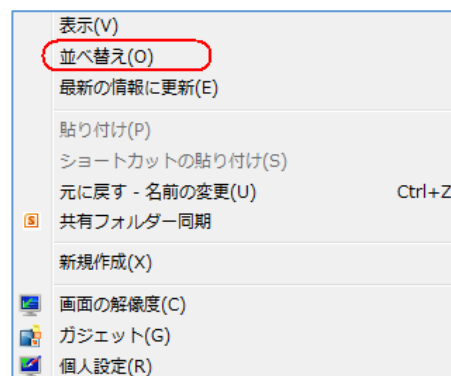 表示(V)
並べ替え(O)
最新の情報に更新(E)
貼り付け(P)
ショートカットの貼り付け(S)
元に戻す - 名前の変更(U) Ctrl+Z
共有フォルダー同期
新規作成(X)
画面の解像度(C)
ガジェット(G)
個人設定(R)